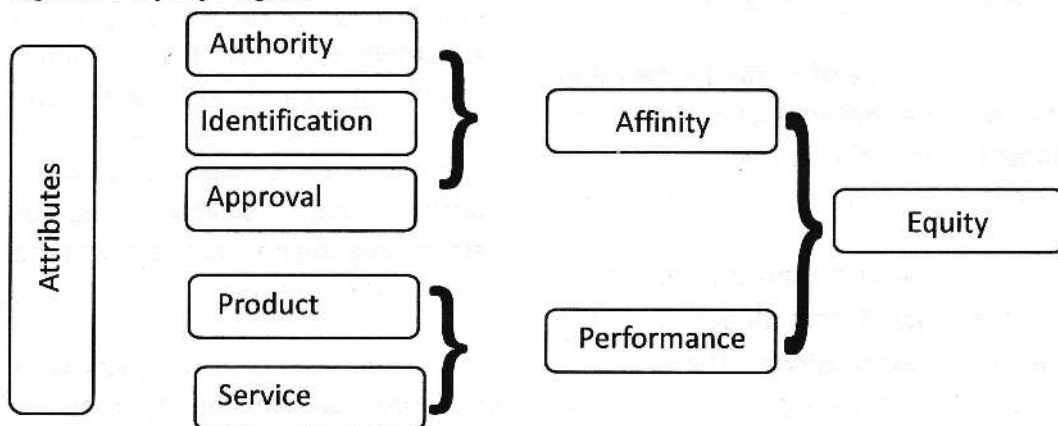 Authority
Identification
Approval
Product
Service
Attributes
Affinity
Performance
Equity